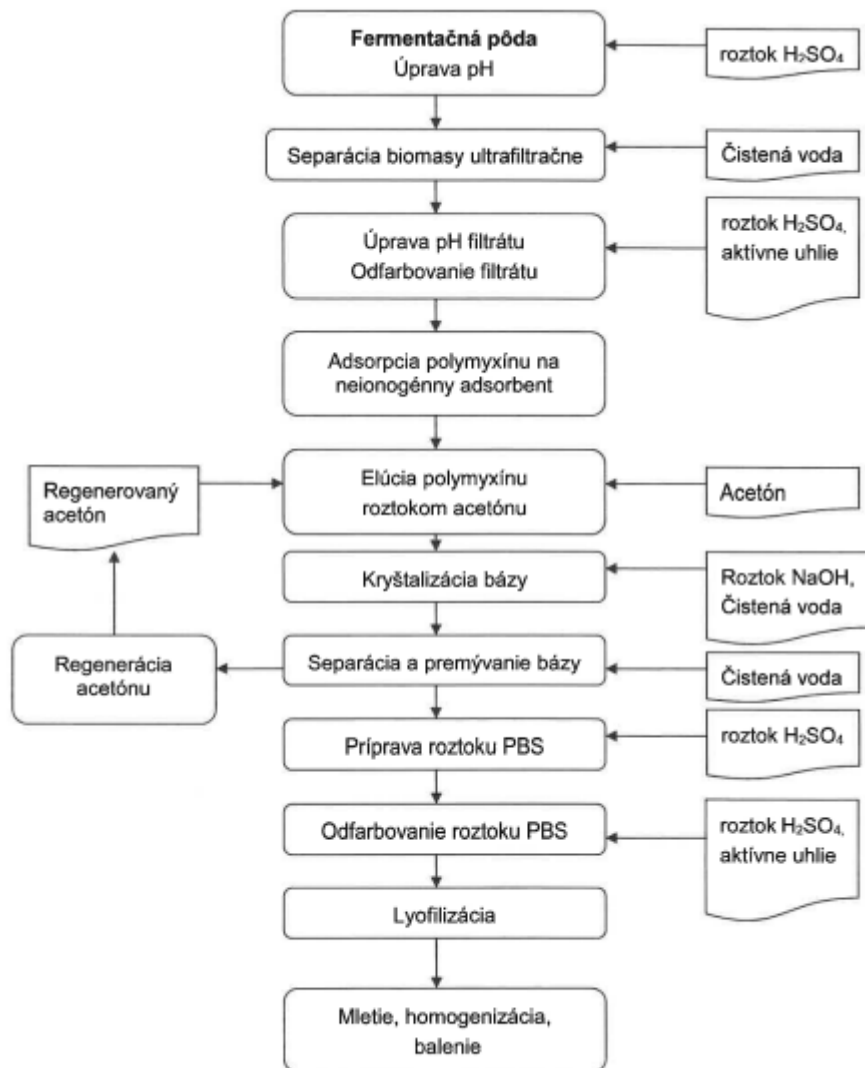 Fermentačná pôda
Úprava pH
roztok H₂SO₄
Separácia biomasy ultrafiltračne
Čistená voda
Úprava pH filtrátu
Odfarbovanie filtrátu
roztok H₂SO₄,
aktívne uhlie
Adsorpcia polymyxínu na
neionogénny adsorbent
Regenerovaný
acetón
Elúcia polymyxínu
roztokom acetónu
Acetón
Kryštalizácia bázy
Roztok NaOH,
Čistená voda
Regenerácia
acetónu
Separácia a premývanie bázy
Čistená voda
Príprava roztoku PBS
roztok H₂SO₄
Odfarbovanie roztoku PBS
roztok H₂SO₄,
aktívne uhlie
Lyofilizácia
Mletie, homogenizácia,
balenie